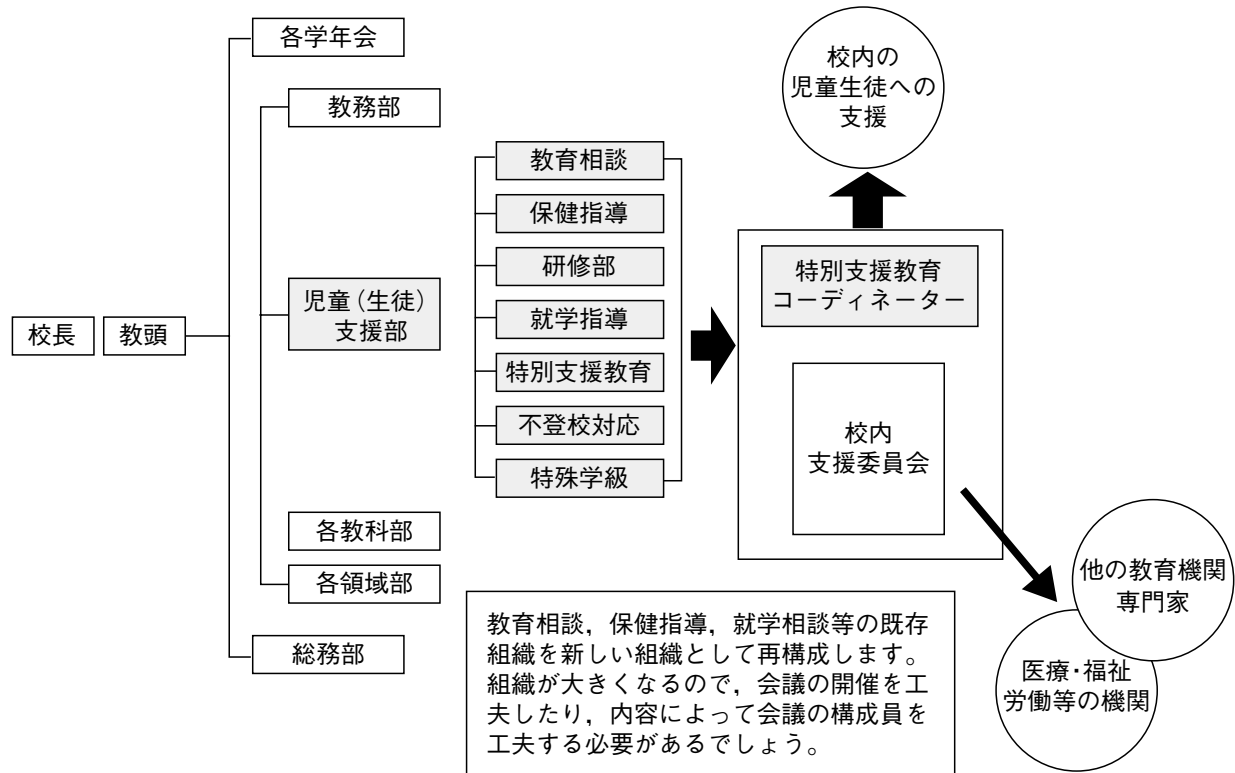 各学年会
教務部
児童（生徒）
支援部
校長
教頭
各教科部
各領域部
総務部
教育相談
保健指導
研修部
就学指導
特別支援教育
不登校対応
特殊学級
校内の
児童生徒への
支援
特別支援教育
コーディネーター
校内
支援委員会
他の教育機関
専門家
医療・福祉
労働等の機関
教育相談，保健指導，就学相談等の既存
組織を新しい組織として再構成します。
組織が大きくなるので，会議の開催を工
夫したり，内容によって会議の構成員を
工夫する必要があるでしょう。